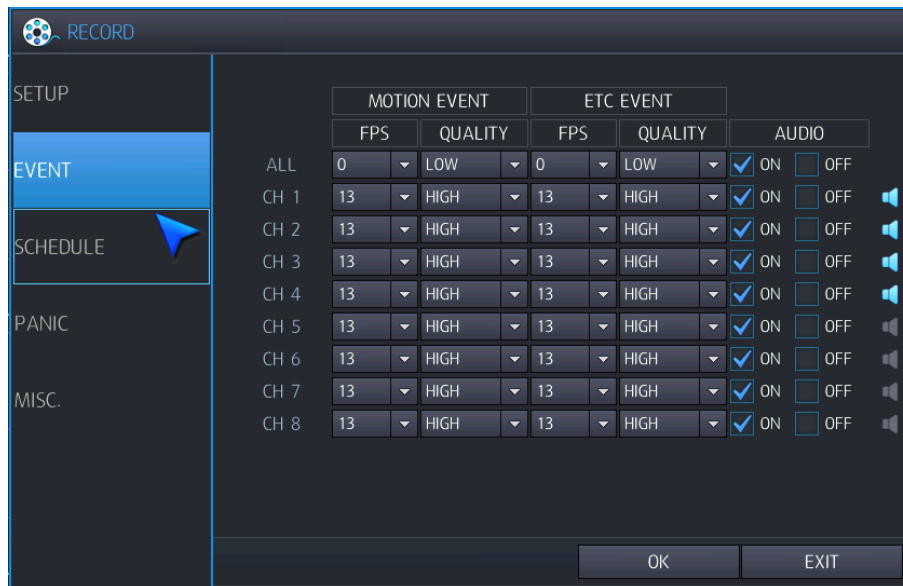 RECORD
SETUP
EVENT
SCHEDULE
PANIC
MISC.
MOTION EVENT ETC EVENT
FPS QUALITY FPS QUALITY AUDIO
ALL 0 LOW 0 LOW ON OFF
CH 1 13 HIGH 13 HIGH ON OFF
CH 2 13 HIGH 13 HIGH ON OFF
CH 3 13 HIGH 13 HIGH ON OFF
CH 4 13 HIGH 13 HIGH ON OFF
CH 5 13 HIGH 13 HIGH ON OFF
CH 6 13 HIGH 13 HIGH ON OFF
CH 7 13 HIGH 13 HIGH ON OFF
CH 8 13 HIGH 13 HIGH ON OFF
OK EXIT